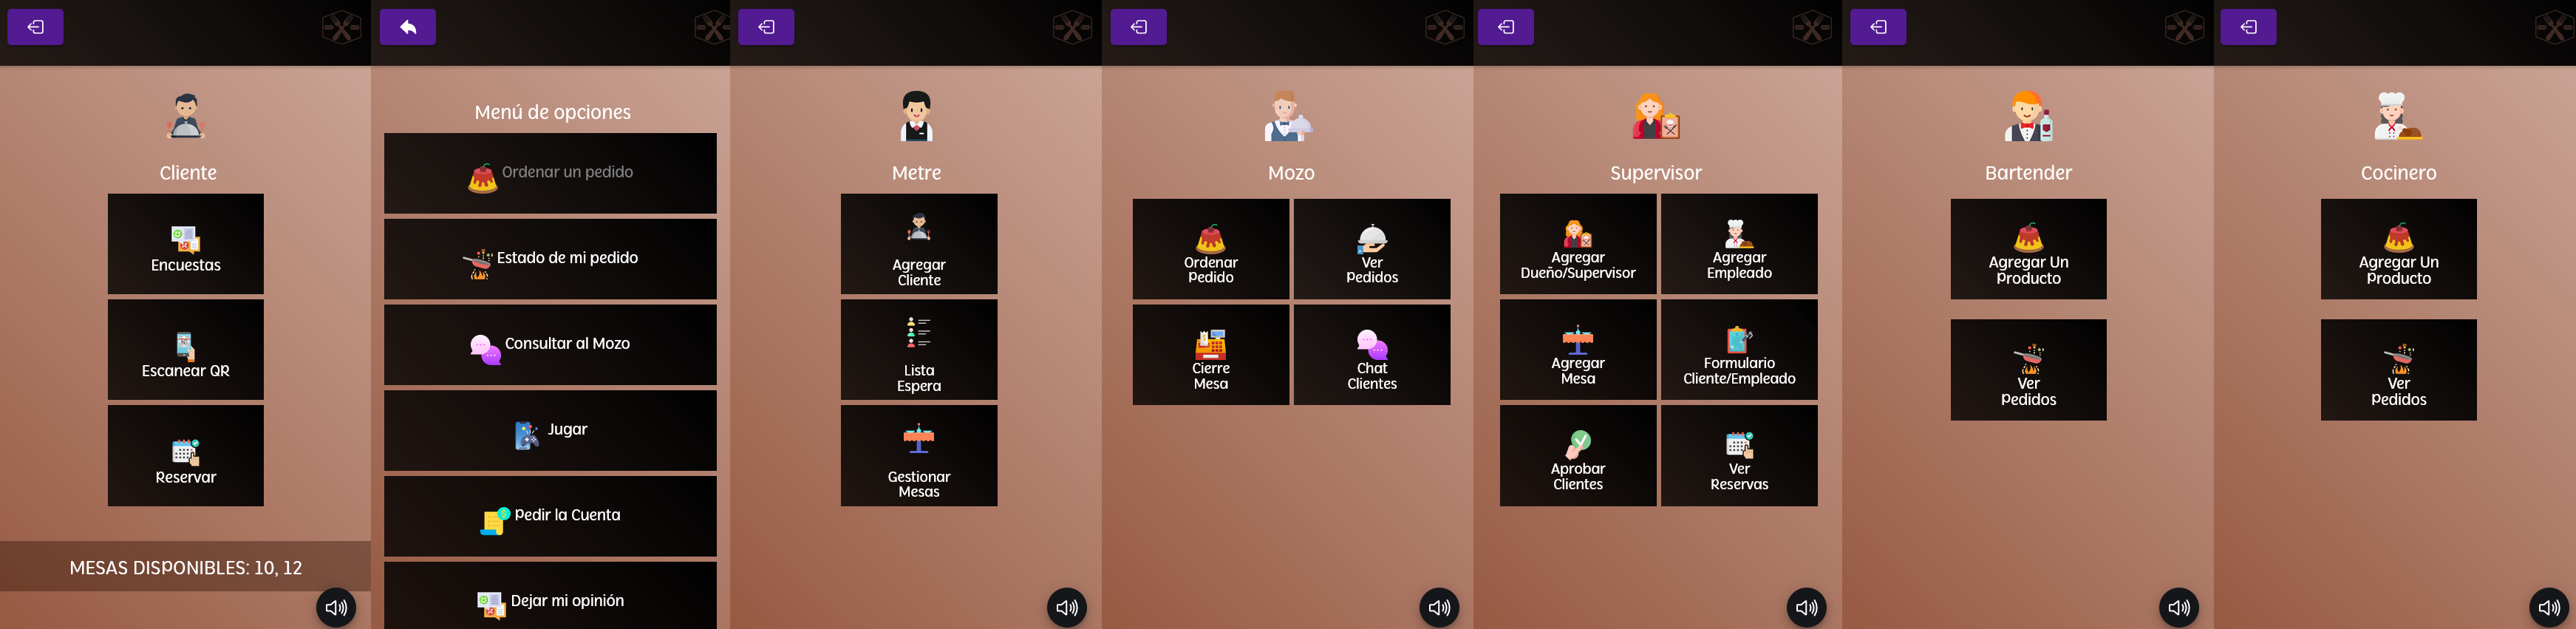 Cliente
Encuestas
Escanear QR
Reservar
MESAS DISPONIBLES: 10, 12
Menú de opciones
Ordenar un pedido
Estado de mi pedido
Consultar al Mozo
Jugar
Pedir la Cuenta
Dejar mi opinión
Metre
Agregar
Cliente
Lista
Espera
Gestionar
Mesas
Mozo
Ordenar
Pedido
Ver
Pedidos
Cierre
Mesa
Chat
Clientes
Supervisor
Agregar
Dueño/Supervisor
Agregar
Empleado
Agregar
Mesa
Formulario
Cliente/Empleado
Aprobar
Clientes
Ver
Reservas
Bartender
Agregar Un
Producto
Ver
Pedidos
Cocinero
Agregar Un
Producto
Ver
Pedidos